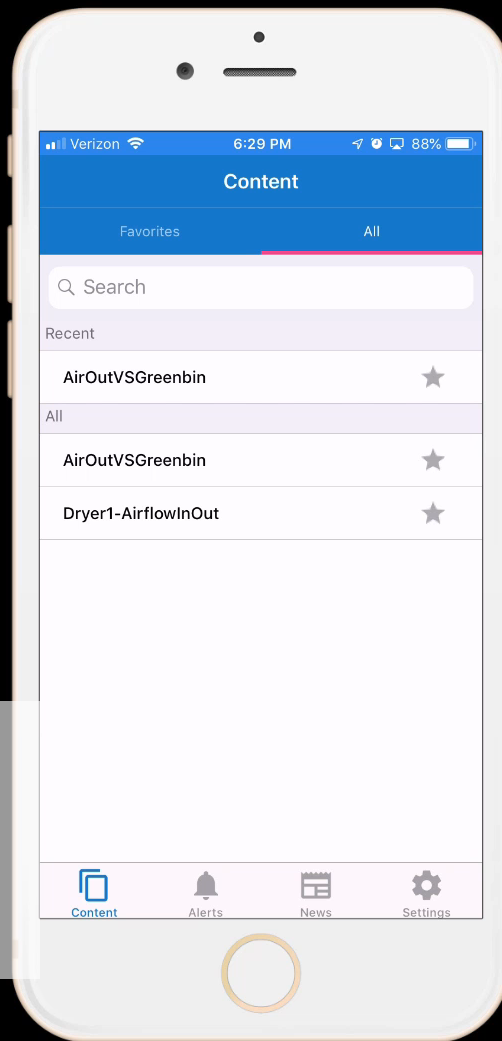 Verizon 6:29 PM 88%
Content
Favorites All
Search
Recent
AirOutVSGreenbin
All
AirOutVSGreenbin
Dryer1-AirflowInOut
Content Alerts News Settings